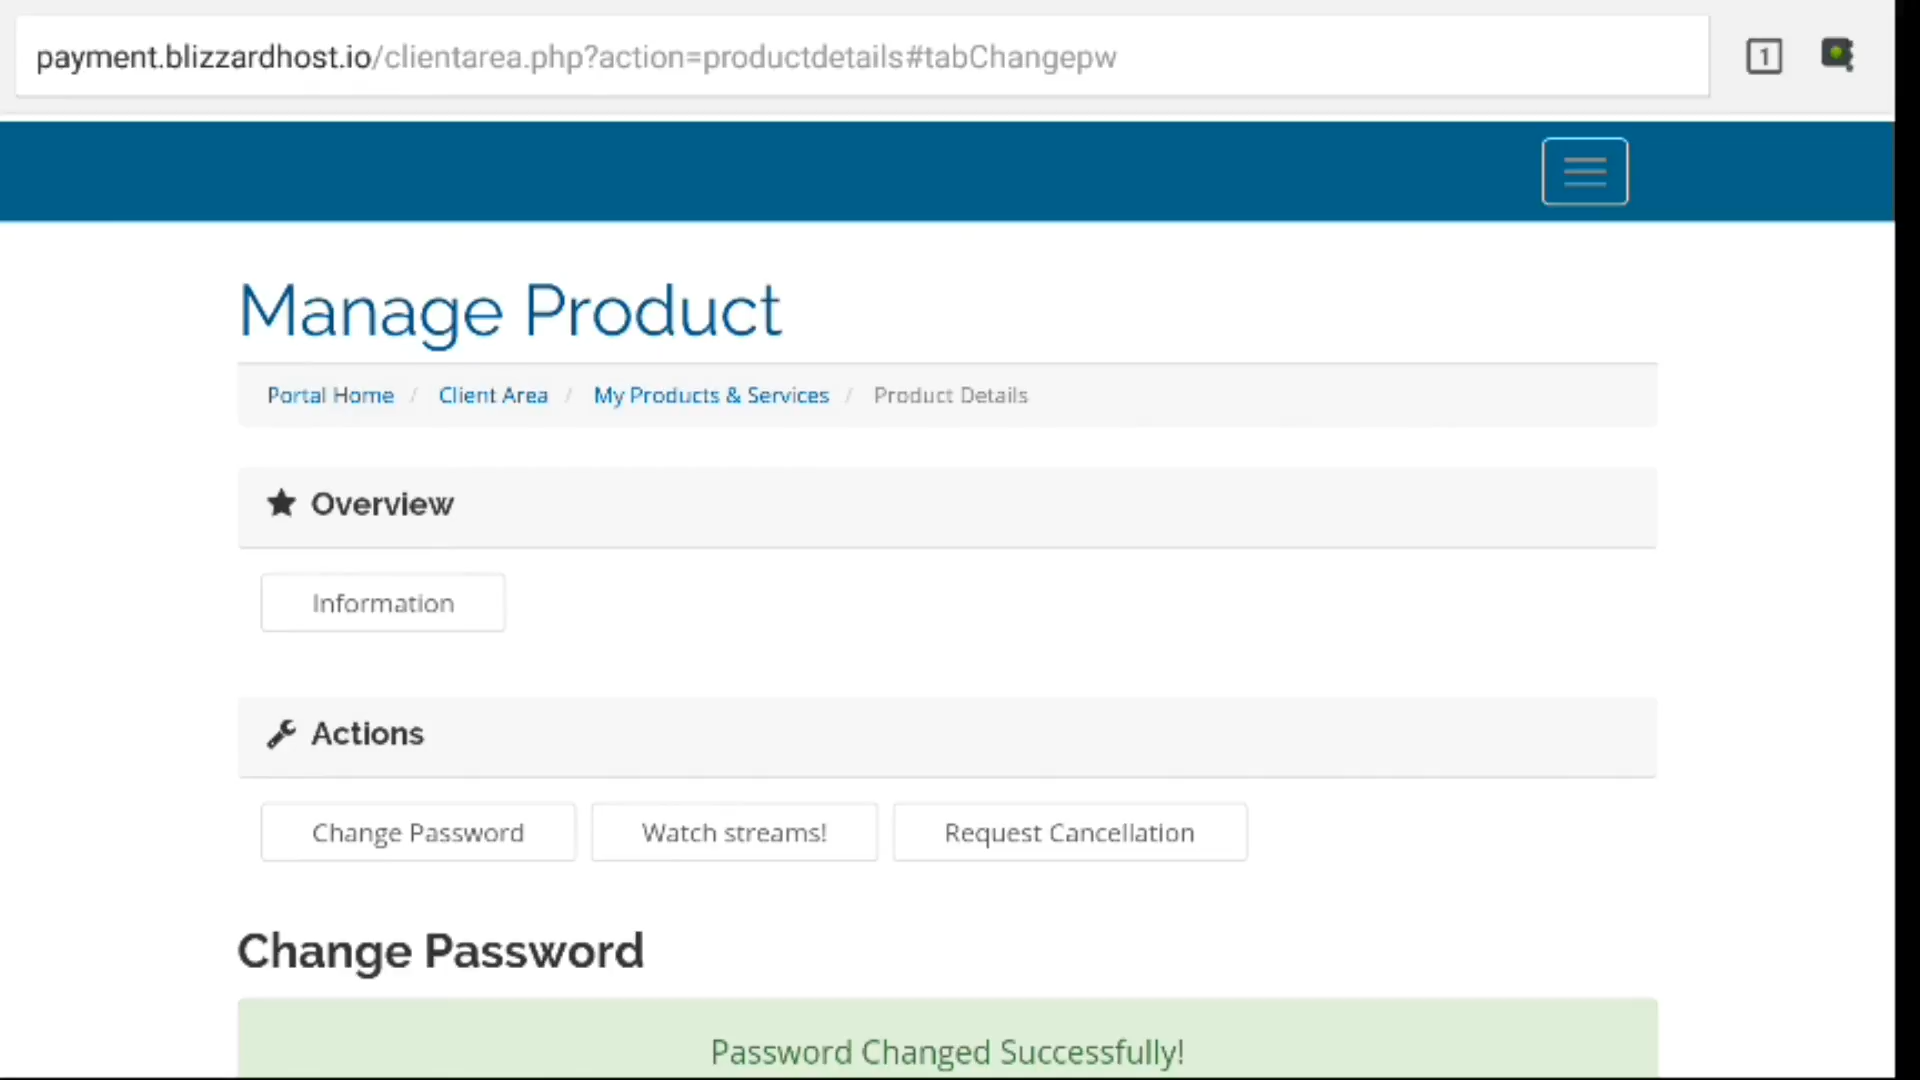 payment.blizzardhost.io/clientarea.php?action=productdetails#tabChangepw
1
Manage Product
Portal Home / Client Area / My Products & Services / Product Details
Overview
Information
Actions
Change Password
Watch streams!
Request Cancellation
Change Password
Password Changed Successfully!